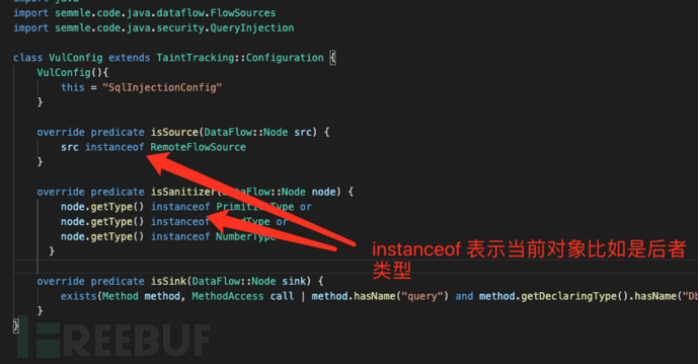 import java
import semmle.code.java.dataflow.FlowSources
import semmle.code.java.security.QueryInjection
class VulConfig extends TaintTracking::Configuration {
VulConfig(){
this = "SqlInjectionConfig"
}
override predicate isSource(DataFlow::Node src) {
src instanceof RemoteFlowSource
}
override predicate isSanitizer(DataFlow::Node node) {
node.getType() instanceof PrimitiveType or
node.getType() instanceof or
node.getType() instanceof NumberType
}
instanceof 表示当前对象比如是后者
类型
override predicate isSink(DataFlow::Node sink) {
exists(Method method, MethodAccess call | method.hasName("query") and method.getDeclaringType().hasName("Db
}
}
FREEBUF